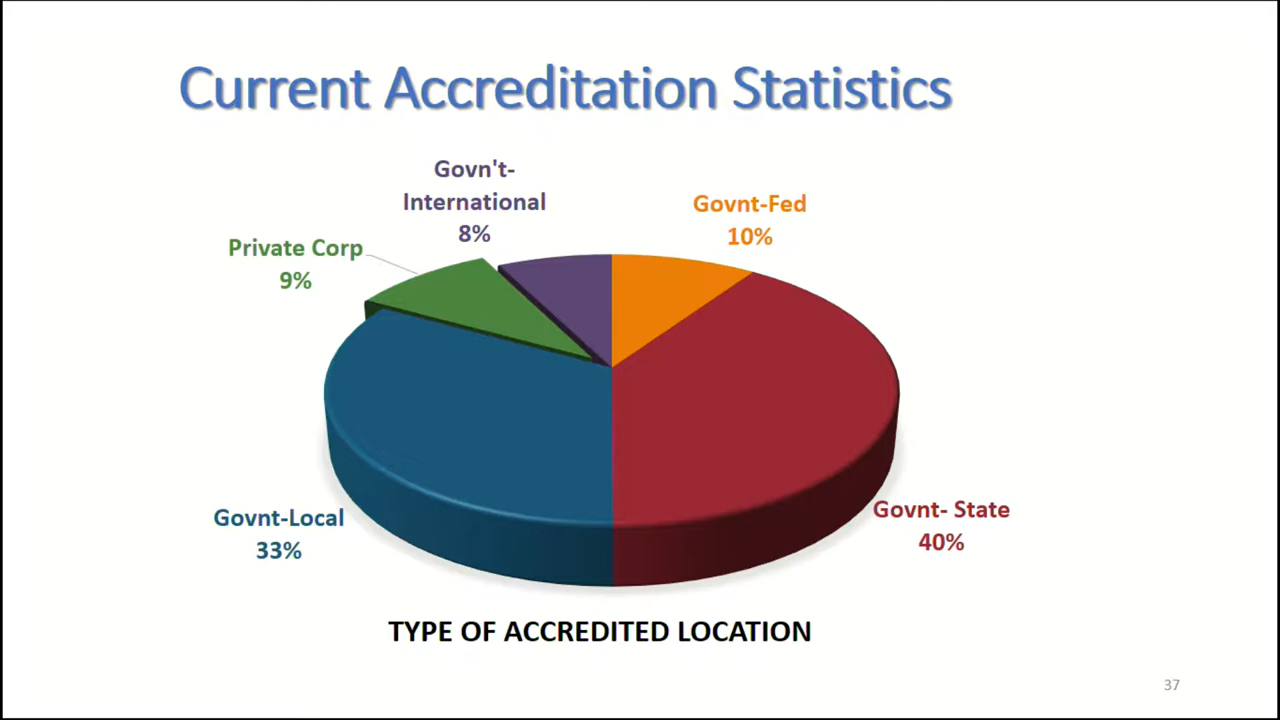 Current Accreditation Statistics
Govn't-
International
8%
Govnt-Fed
10%
Private Corp
9%
Govnt-Local
33%
Govnt- State
40%
TYPE OF ACCREDITED LOCATION
37